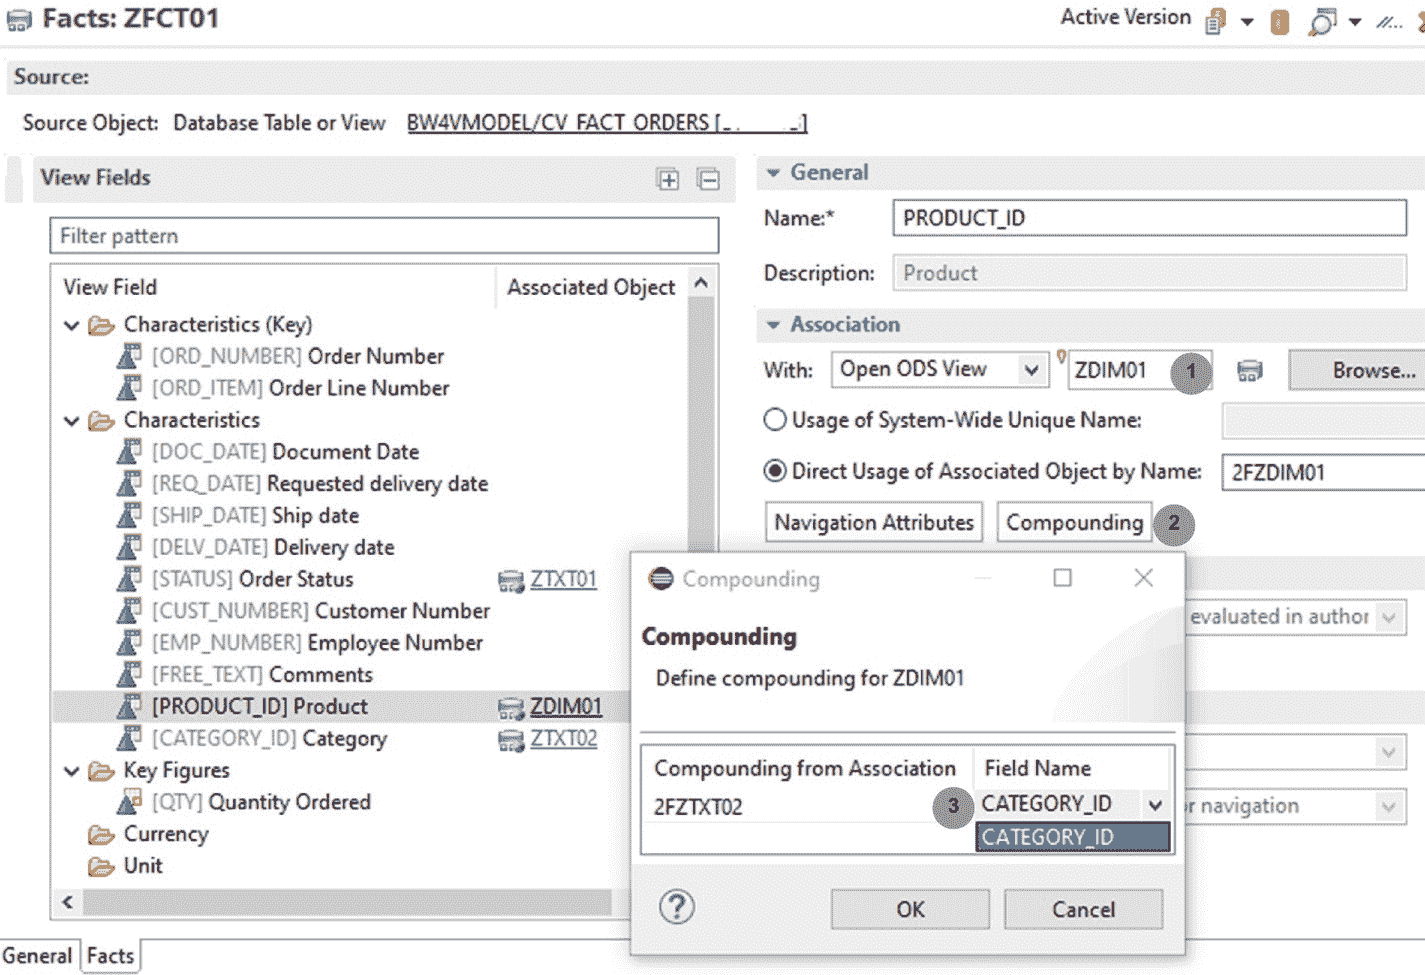 Facts: ZFCT01
Active Version
Source:
Source Object: Database Table or View BW4VMODEL/CV_FACT_ORDERS [
View Fields
Filter pattern
View Field Associated Object
Characteristics (Key)
[ORD_NUMBER] Order Number
[ORD_ITEM] Order Line Number
Characteristics
[DOC_DATE] Document Date
[REQ_DATE] Requested delivery date
[SHIP_DATE] Ship date
[DELV_DATE] Delivery date
[STATUS] Order Status ZTXT01
[CUST_NUMBER] Customer Number
[EMP_NUMBER] Employee Number
[FREE_TEXT] Comments
[PRODUCT_ID] Product ZDIM01
[CATEGORY_ID] Category ZTXT02
Key Figures
[QTY] Quantity Ordered
Currency
Unit
General Facts
General
Name:* PRODUCT_ID
Description: Product
Association
With: Open ODS View ZDIM01 1 Browse...
Usage of System-Wide Unique Name:
Direct Usage of Associated Object by Name: 2FZDIM01
Navigation Attributes Compounding 2
evaluated in author
or navigation
Compounding
Compounding
Define compounding for ZDIM01
Compounding from Association Field Name
2FZTXT02 3 CATEGORY_ID
CATEGORY_ID
? OK Cancel